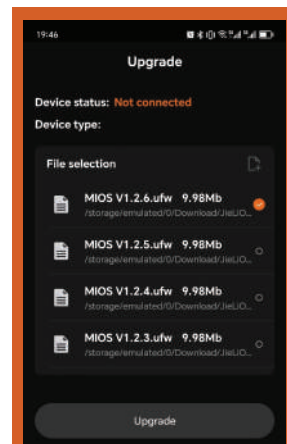 19:46
Upgrade
Device status: Not connected
Device type:
File selection
MIOS V1.2.6.ufw 9.98Mb
/storage/emulated/0/Download/JieLiO...
MIOS V1.2.5.ufw 9.98Mb
/storage/emulated/0/Download/JieLiO...
MIOS V1.2.4.ufw 9.98Mb
/storage/emulated/0/Download/JieLiO...
MIOS V1.2.3.ufw 9.98Mb
/storage/emulated/0/Download/JieLiO...
Upgrade